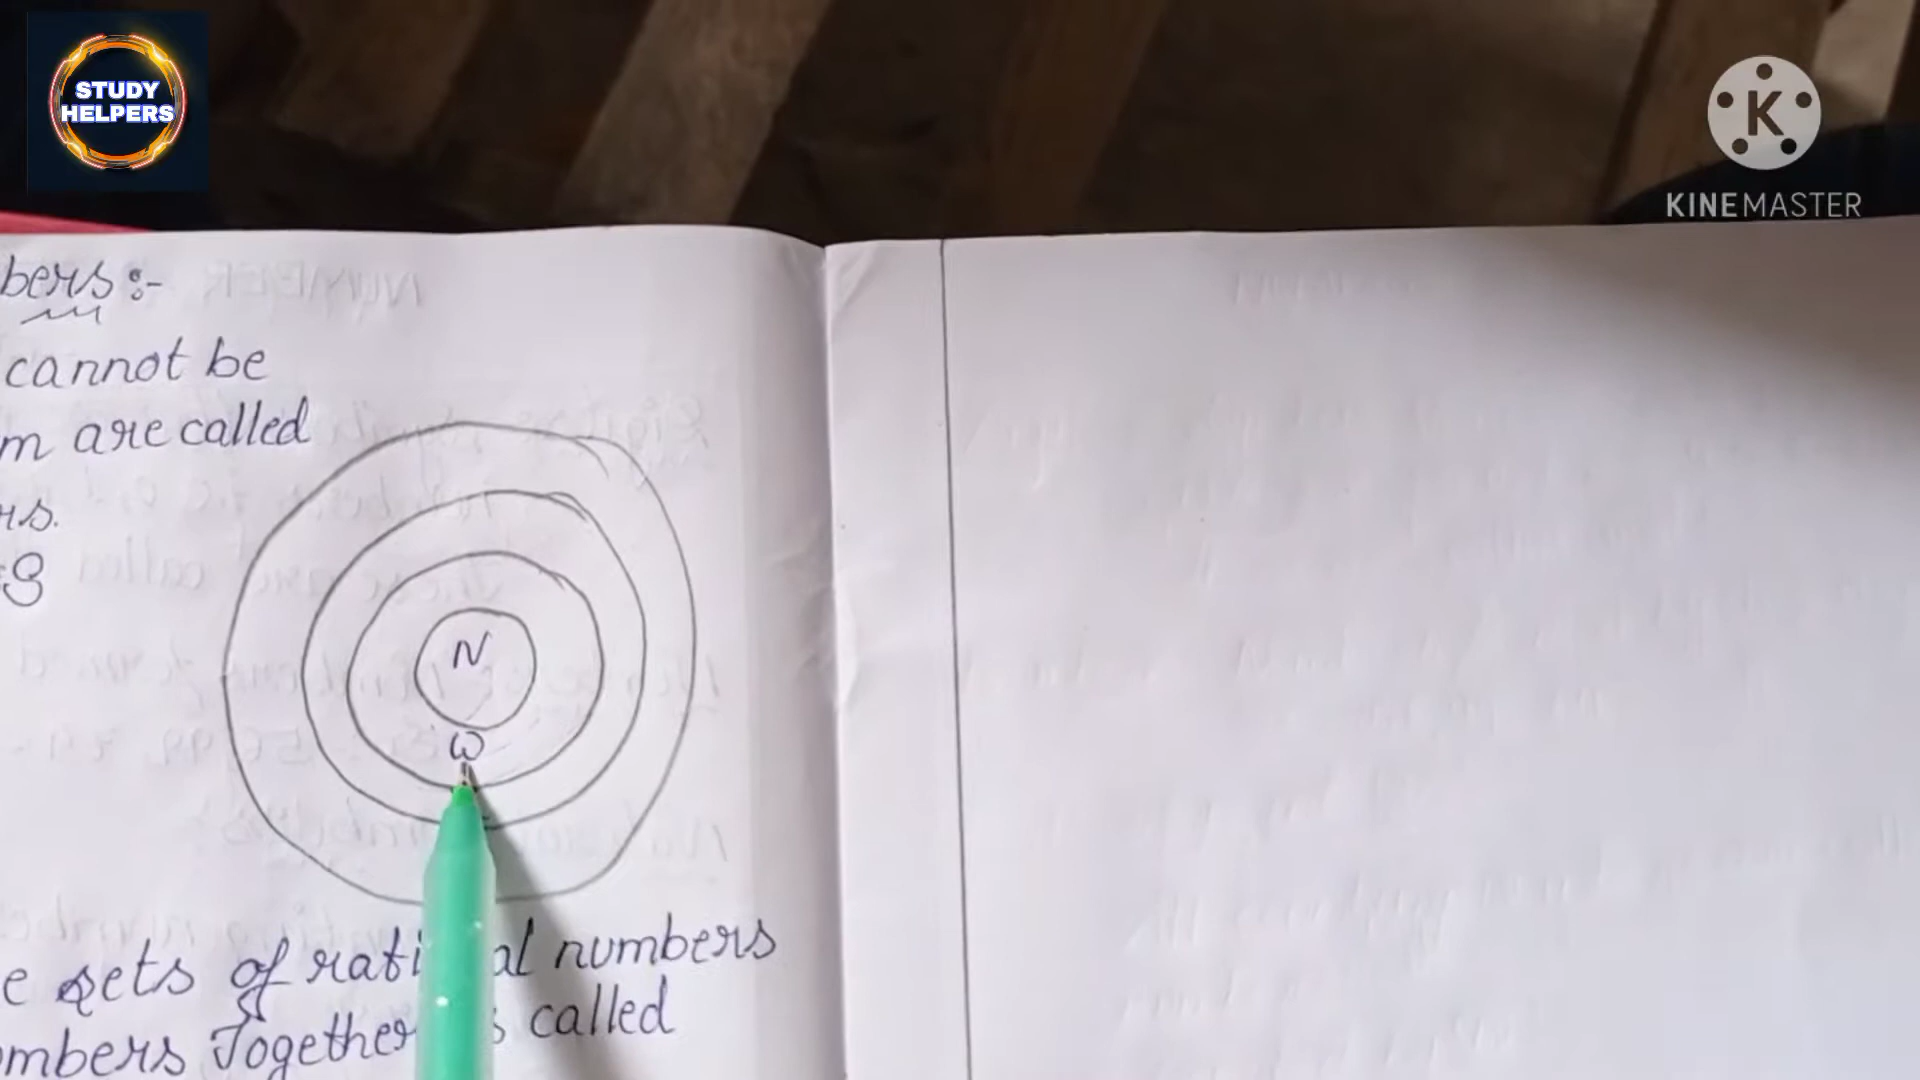 STUDY
HELPERS
K
KINEMASTER
bers :-
cannot be
m are called
rs.
N
W
e sets of rati al numbers
mbers Together s called